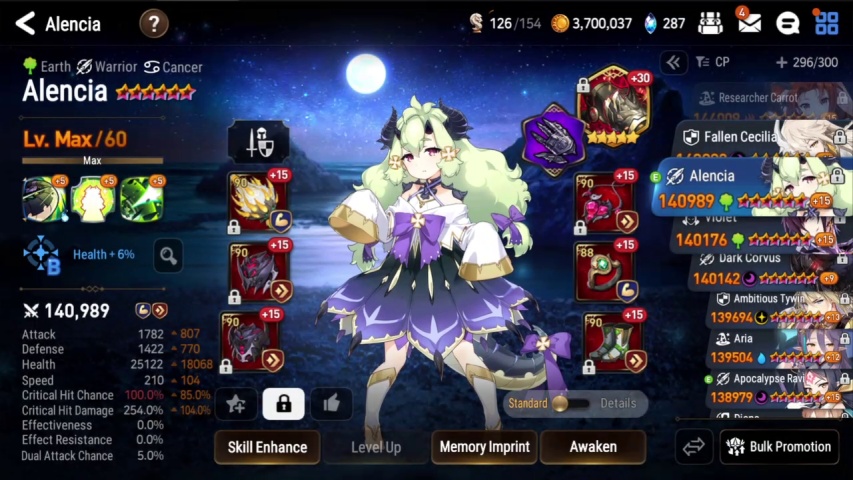 Alencia
?
126/154
3,700,037
287
4
Earth Warrior Cancer
Alencia
Lv. Max/60
Max
+5 +5 +5
B Health + 6%
140,989
Attack 1782 807
Defense 1422 770
Health 25122 18068
Speed 210 104
Critical Hit Chance 100.0% 85.0%
Critical Hit Damage 254.0% 104.0%
Effectiveness 0.0%
Effect Resistance 0.0%
Dual Attack Chance 5.0%
+30
90 +15
90 +15
90 +15
90 +15
88 +15
90 +15
Standard
Details
Skill Enhance
Level Up
Memory Imprint
Awaken
CP
296/300
Researcher Carrot
Fallen Cecilia
E Alencia
140989 +15
Violet
140176 +15
Dark Corvus
140142 +9
Ambitious Tywin
139694
Aria
139504 +12
E Apocalypse Ravi
138979 +15
Bulk Promotion